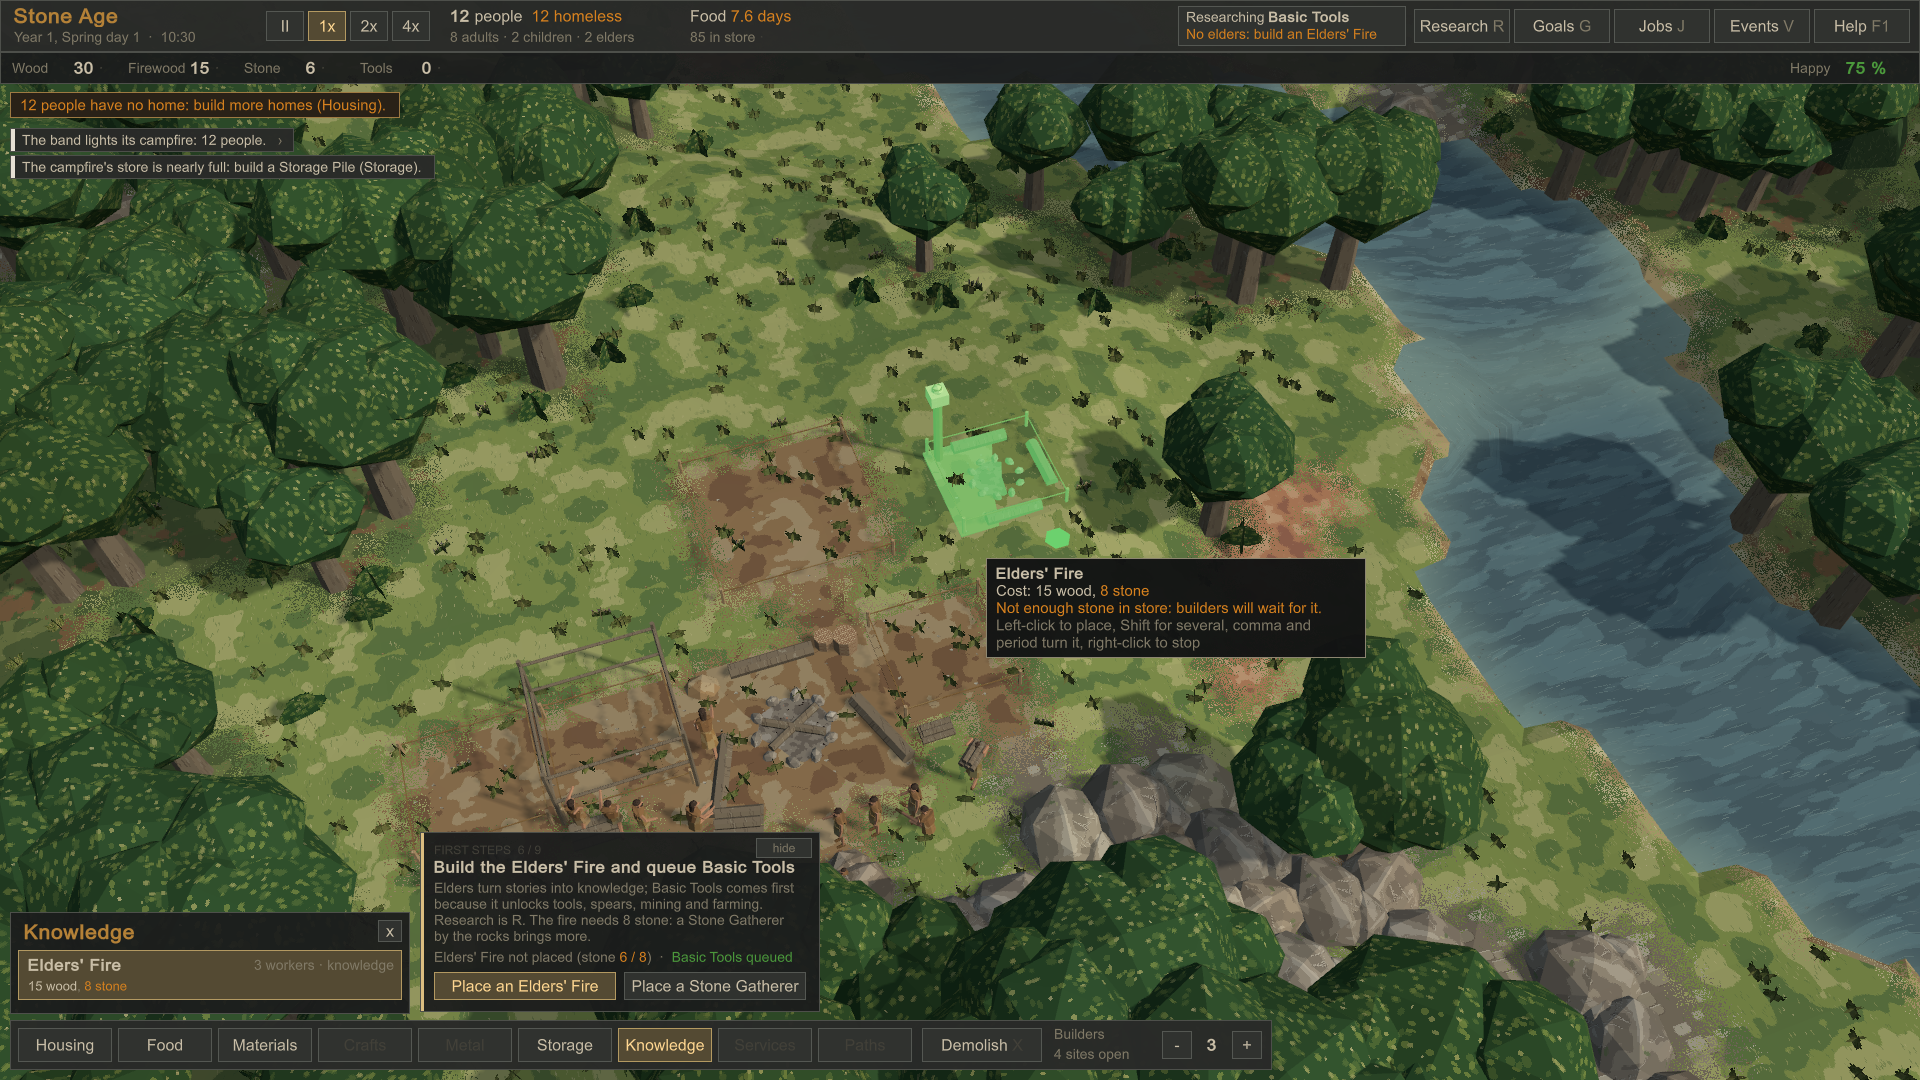 Stone Age
Year 1, Spring day 1 · 10:30
II
1x
2x
4x
12 people 12 homeless
8 adults · 2 children · 2 elders
Food 7.6 days
85 in store
Researching Basic Tools
No elders: build an Elders' Fire
Research R
Goals G
Jobs J
Events V
Help F1
Wood 30
Firewood 15
Stone 6
Tools 0
Happy 75 %
12 people have no home: build more homes (Housing).
The band lights its campfire: 12 people. ›
The campfire's store is nearly full: build a Storage Pile (Storage).
Elders' Fire
Cost: 15 wood, 8 stone
Not enough stone in store: builders will wait for it.
Left-click to place, Shift for several, comma and
period turn it, right-click to stop
FIRST STEPS 6 / 9
hide
Build the Elders' Fire and queue Basic Tools
Elders turn stories into knowledge; Basic Tools comes first
because it unlocks tools, spears, mining and farming.
Research is R. The fire needs 8 stone: a Stone Gatherer
by the rocks brings more.
Elders' Fire not placed (stone 6 / 8) · Basic Tools queued
Place an Elders' Fire
Place a Stone Gatherer
Knowledge
x
Elders' Fire
3 workers · knowledge
15 wood, 8 stone
Housing
Food
Materials
Crafts
Metal
Storage
Knowledge
Services
Paths
Demolish X
Builders
4 sites open
-
3
+